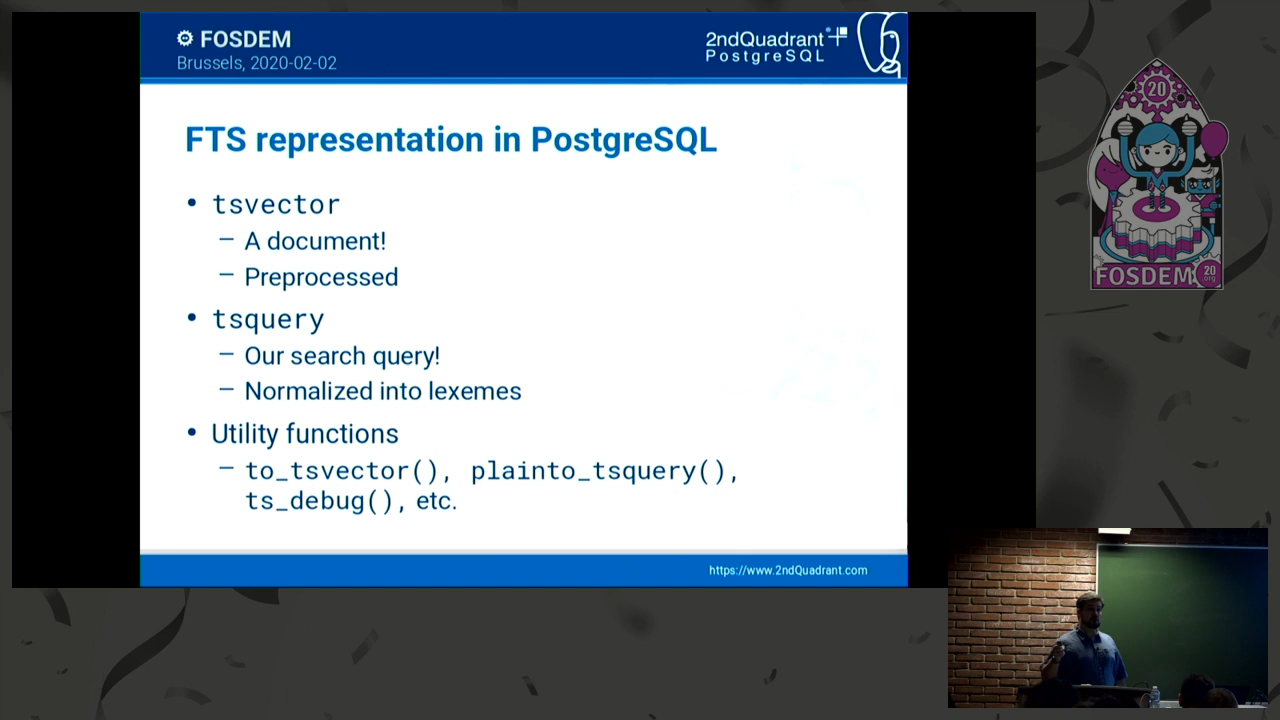 FOSDEM
Brussels, 2020-02-02
2ndQuadrant
PostgreSQL
FTS representation in PostgreSQL
• tsvector
– A document!
– Preprocessed
• tsquery
– Our search query!
– Normalized into lexemes
• Utility functions
– to_tsvector(), plainto_tsquery(),
ts_debug(), etc.
https://www.2ndQuadrant.com
20
FOSDEM
20
.org